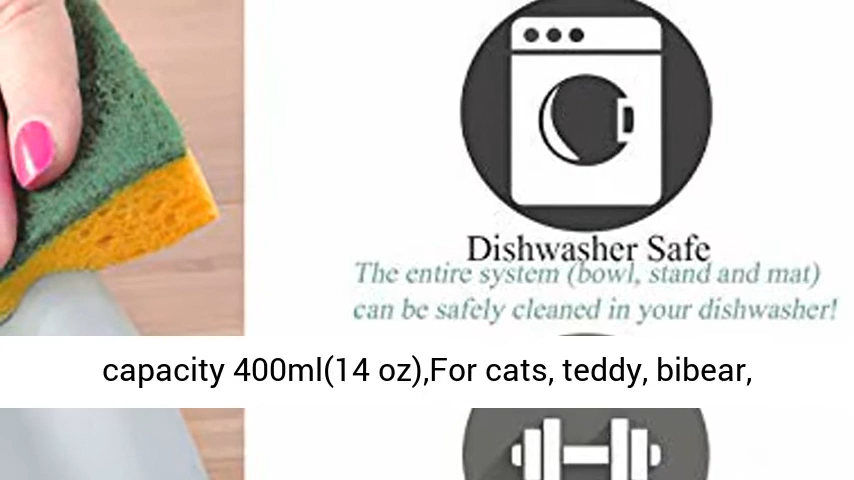 Dishwasher Safe
The entire system (bowl, stand and mat)
can be safely cleaned in your dishwasher!
capacity 400ml(14 oz),For cats, teddy, bibear,